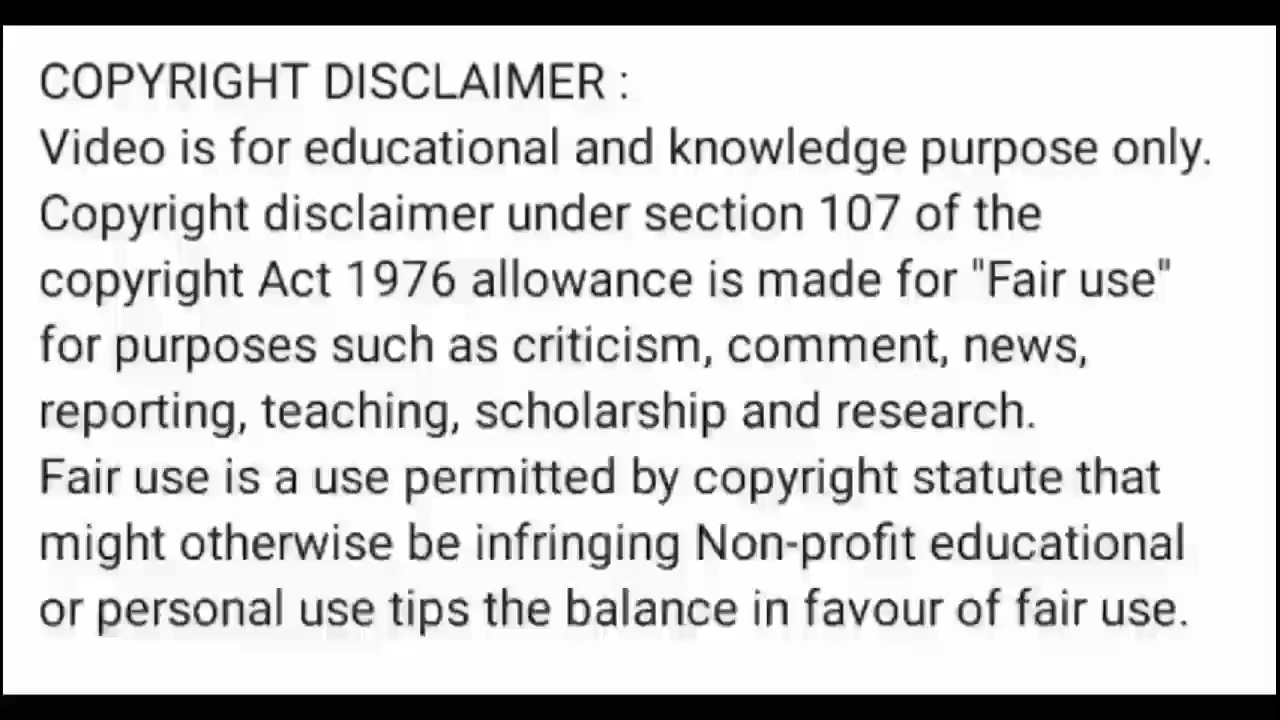 COPYRIGHT DISCLAIMER :
Video is for educational and knowledge purpose only.
Copyright disclaimer under section 107 of the
copyright Act 1976 allowance is made for "Fair use"
for purposes such as criticism, comment, news,
reporting, teaching, scholarship and research.
Fair use is a use permitted by copyright statute that
might otherwise be infringing Non-profit educational
or personal use tips the balance in favour of fair use.